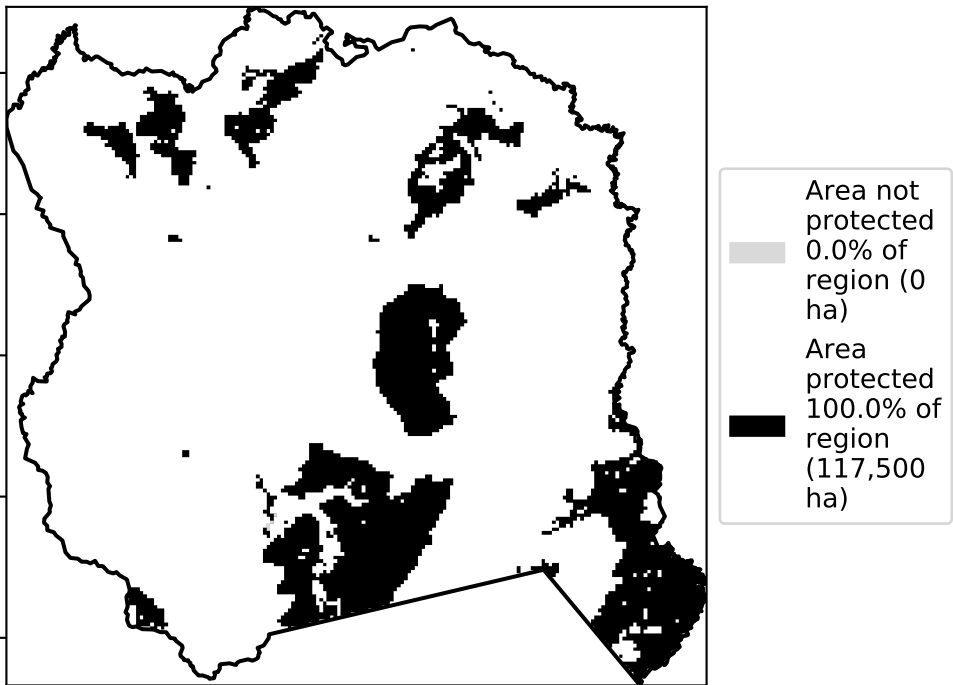 Area not
protected
0.0% of
region (0
ha)
Area
protected
100.0% of
region
(117,500
ha)